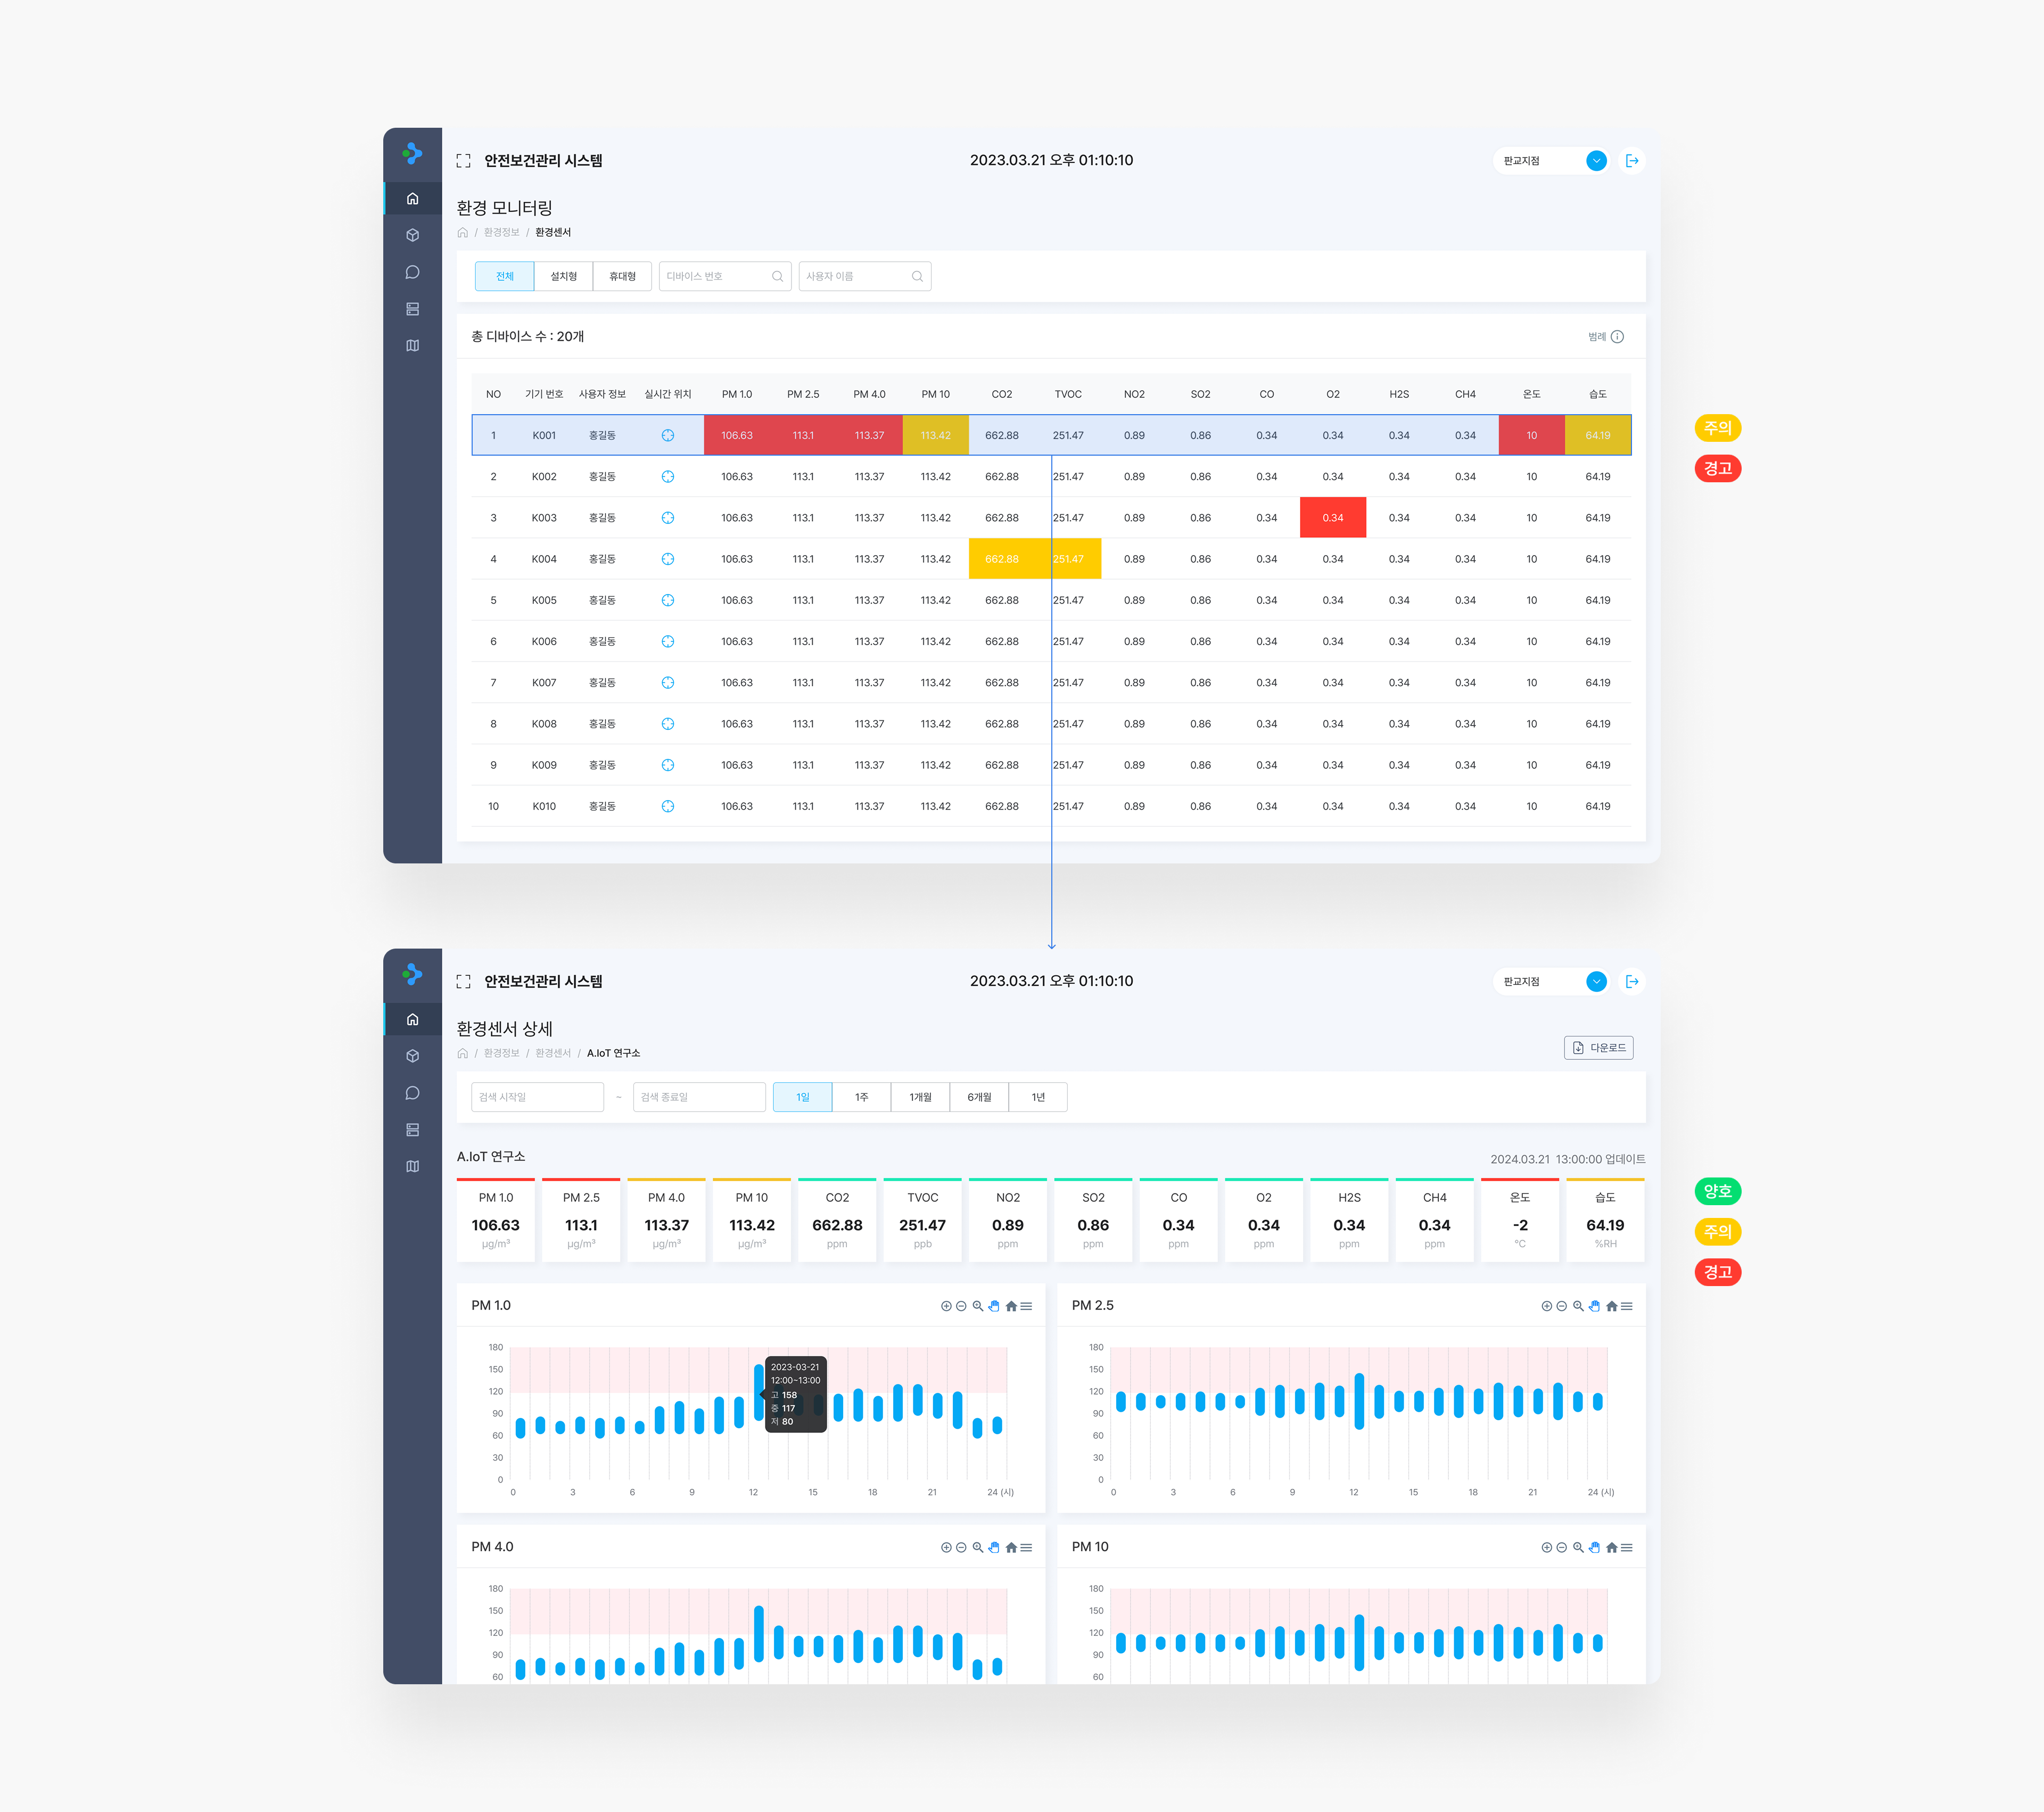 안전보건관리 시스템 2023.03.21 오후 01:10:10 판교지점
환경 모니터링
/ 환경정보 / 환경센서
전체 설치형 휴대형 디바이스 번호 사용자 이름
총 디바이스 수 : 20개 범례
NO 기기 번호 사용자 정보 실시간 위치 PM 1.0 PM 2.5 PM 4.0 PM 10 CO2 TVOC NO2 SO2 CO O2 H2S CH4 온도 습도
1 K001 홍길동 106.63 113.1 113.37 113.42 662.88 251.47 0.89 0.86 0.34 0.34 0.34 0.34 10 64.19
주의
경고
2 K002 홍길동 106.63 113.1 113.37 113.42 662.88 251.47 0.89 0.86 0.34 0.34 0.34 0.34 10 64.19
3 K003 홍길동 106.63 113.1 113.37 113.42 662.88 251.47 0.89 0.86 0.34 0.34 0.34 0.34 10 64.19
4 K004 홍길동 106.63 113.1 113.37 113.42 662.88 251.47 0.89 0.86 0.34 0.34 0.34 0.34 10 64.19
5 K005 홍길동 106.63 113.1 113.37 113.42 662.88 251.47 0.89 0.86 0.34 0.34 0.34 0.34 10 64.19
6 K006 홍길동 106.63 113.1 113.37 113.42 662.88 251.47 0.89 0.86 0.34 0.34 0.34 0.34 10 64.19
7 K007 홍길동 106.63 113.1 113.37 113.42 662.88 251.47 0.89 0.86 0.34 0.34 0.34 0.34 10 64.19
8 K008 홍길동 106.63 113.1 113.37 113.42 662.88 251.47 0.89 0.86 0.34 0.34 0.34 0.34 10 64.19
9 K009 홍길동 106.63 113.1 113.37 113.42 662.88 251.47 0.89 0.86 0.34 0.34 0.34 0.34 10 64.19
10 K010 홍길동 106.63 113.1 113.37 113.42 662.88 251.47 0.89 0.86 0.34 0.34 0.34 0.34 10 64.19
안전보건관리 시스템 2023.03.21 오후 01:10:10 판교지점
환경센서 상세
/ 환경정보 / 환경센서 / A.IoT 연구소
다운로드
검색 시작일 ~ 검색 종료일 1일 1주 1개월 6개월 1년
A.IoT 연구소 2024.03.21 13:00:00 업데이트
PM 1.0 PM 2.5 PM 4.0 PM 10 CO2 TVOC NO2 SO2 CO O2 H2S CH4 온도 습도
106.63 113.1 113.37 113.42 662.88 251.47 0.89 0.86 0.34 0.34 0.34 0.34 -2 64.19
μg/m³ μg/m³ μg/m³ μg/m³ ppm ppb ppm ppm ppm ppm ppm ppm °C %RH
양호
주의
경고
PM 1.0
180
150
120
90
60
30
0
0 3 6 9 12 15 18 21 24 (시)
2023-03-21
12:00~13:00
고 158
중 117
저 80
PM 2.5
180
150
120
90
60
30
0
0 3 6 9 12 15 18 21 24 (시)
PM 4.0
180
150
120
90
60
PM 10
180
150
120
90
60